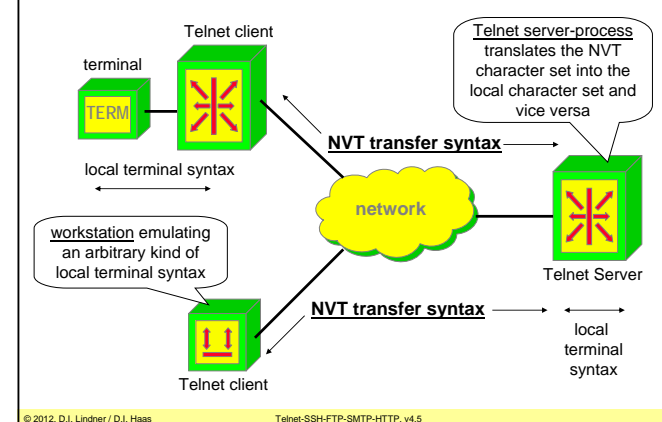 Telnet client
terminal
TERM
local terminal syntax
Telnet server-process
translates the NVT
character set into the
local character set and
vice versa
NVT transfer syntax
network
workstation emulating
an arbitrary kind of
local terminal syntax
Telnet Server
NVT transfer syntax
local
terminal
syntax
Telnet client
© 2012, D.I. Lindner / D.I. Haas
Telnet-SSH-FTP-SMTP-HTTP, v4.5